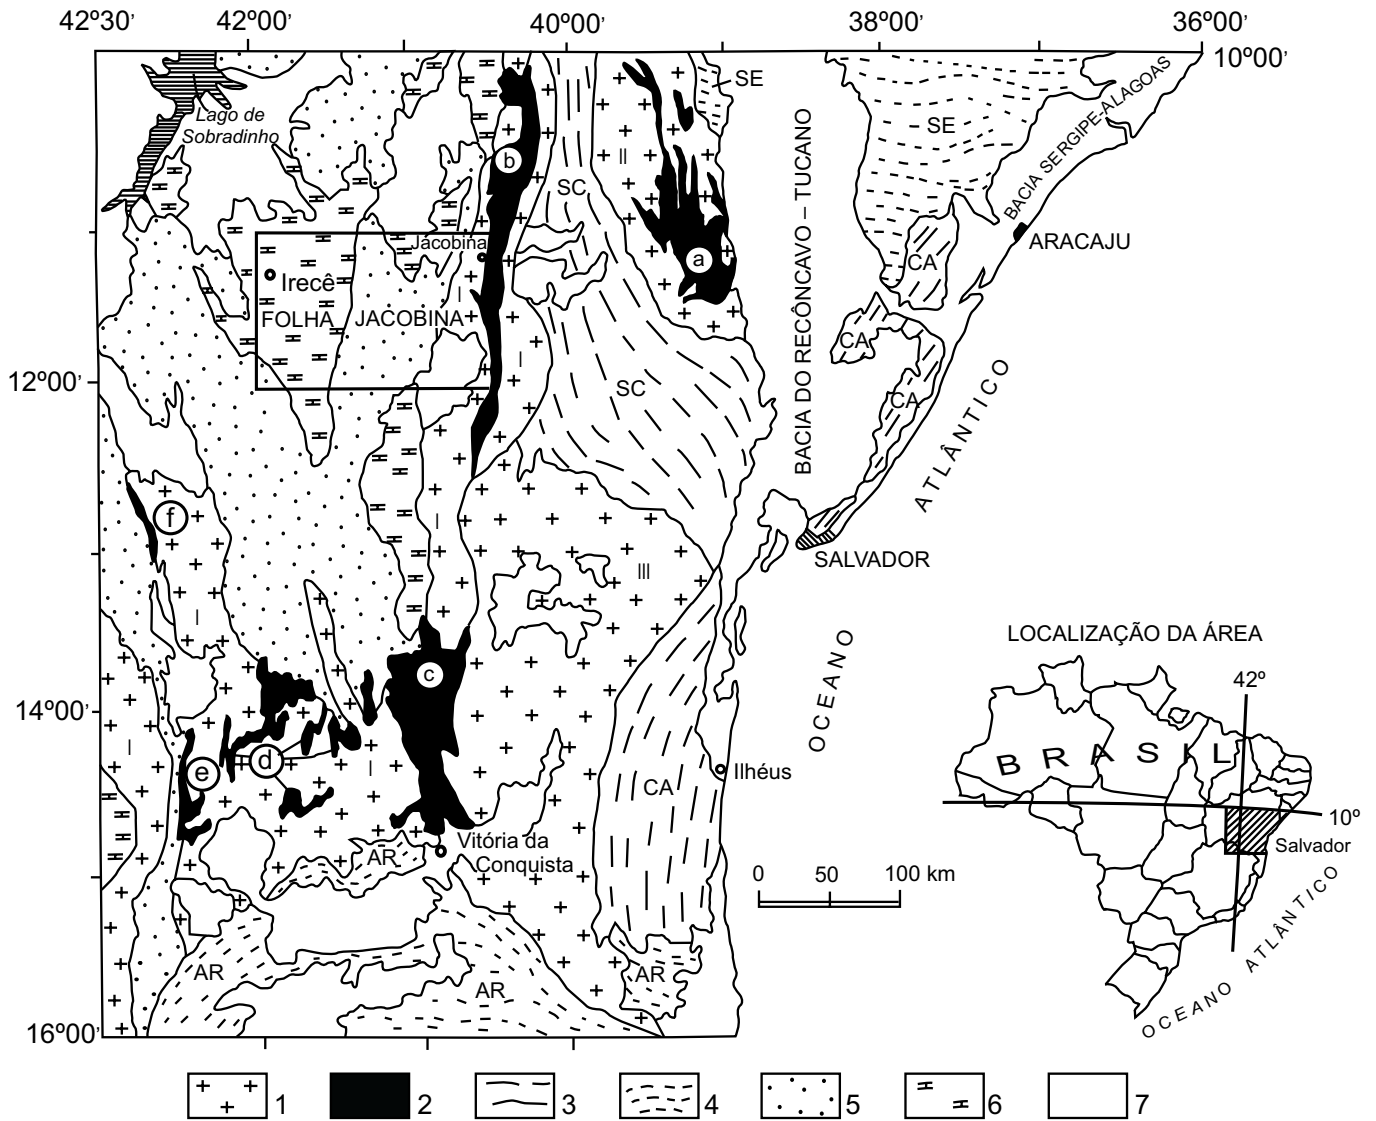 42º30’ 42º00’ 40º00’ 38º00’ 36º00’
10º00’
Lago de
Sobradinho
SE
BACIA DO RECÔNCAVO – TUCANO
SE
BACIA SERGIPE-ALAGOAS
b
II
SC
Jacobina
a
ARACAJU
CA
Irecê
FOLHA JACOBINA
I
I
CA
12º00’
SC
CA
ATLÂNTICO
f
I
SALVADOR
III
I
OCEANO
c
14º00’
I
e
d
I
Ilhéus
CA
Vitória da
Conquista
AR
0 50 100 km
AR
AR
AR
16º00’
LOCALIZAÇÃO DA ÁREA
42º
BRASIL
10º
Salvador
OCEANO ATLÂNTICO
1 2 3 4 5 6 7